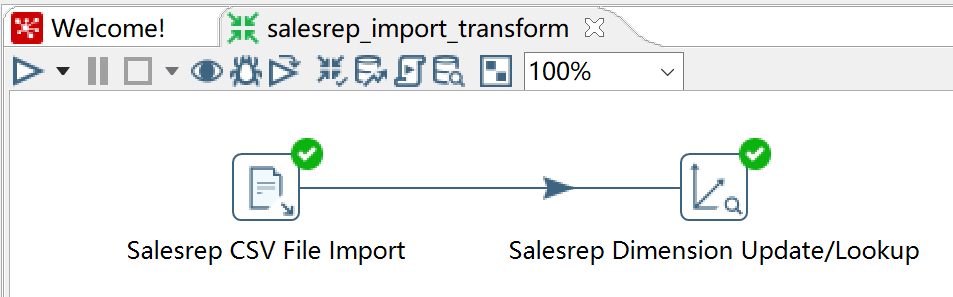 Welcome!
salesrep_import_transform
100%
Salesrep CSV File Import
Salesrep Dimension Update/Lookup